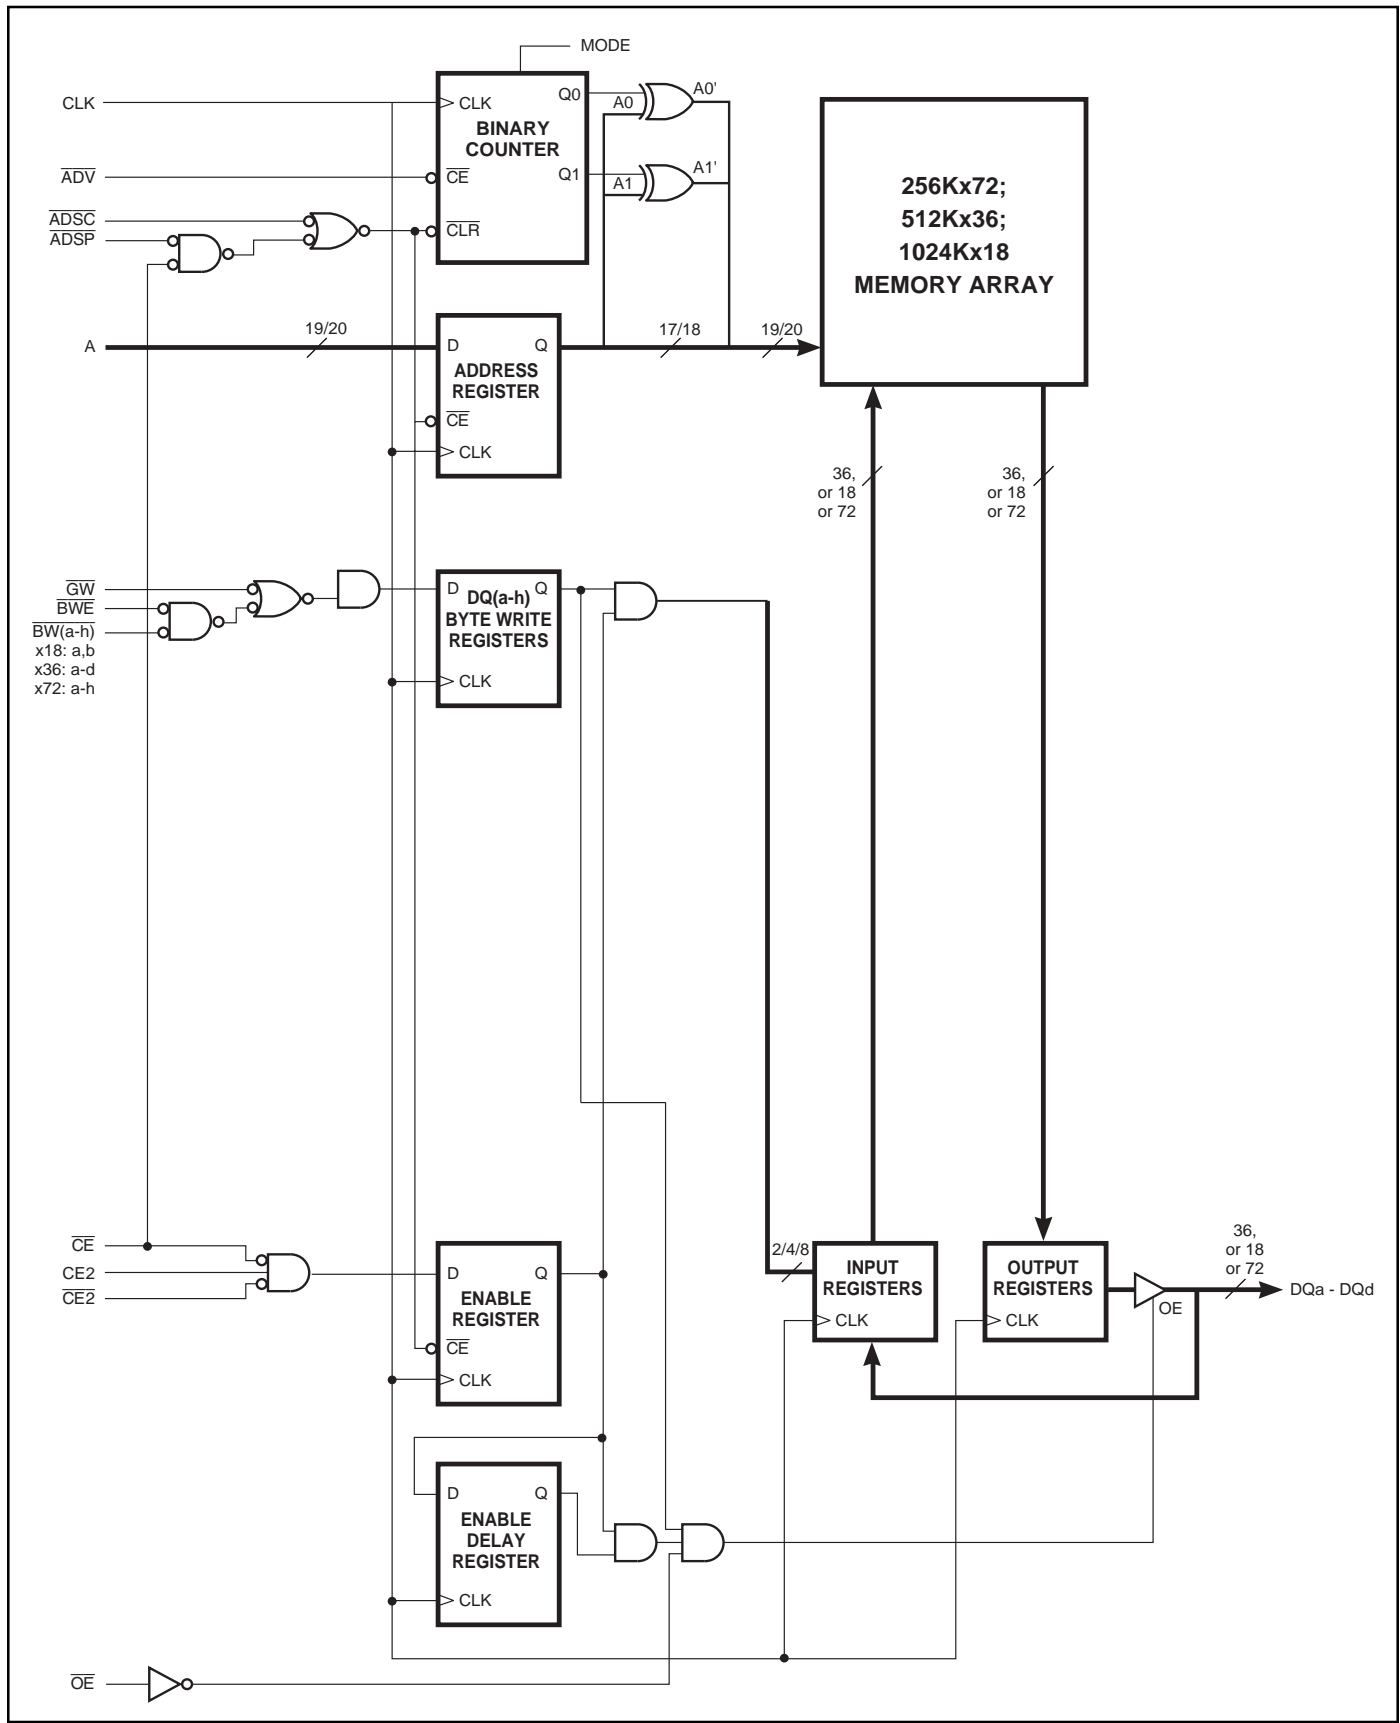 MODE
CLK
CLK
Q0
A0
A0'
BINARY
COUNTER
ADV
CE
Q1
A1
A1'
256Kx72;
512Kx36;
1024Kx18
MEMORY ARRAY
ADSC
ADSP
CLR
A
19/20
D
Q
17/18
19/20
ADDRESS
REGISTER
CE
CLK
36,
or 18
or 72
36,
or 18
or 72
GW
BWE
BW(a-h)
x18: a,b
x36: a-d
x72: a-h
D
Q
DQ(a-h)
BYTE WRITE
REGISTERS
CLK
CE
CE2
CE2
D
Q
ENABLE
REGISTER
CE
CLK
2/4/8
INPUT
REGISTERS
CLK
OUTPUT
REGISTERS
CLK
OE
36,
or 18
or 72
DQa - DQd
D
Q
ENABLE
DELAY
REGISTER
CLK
OE